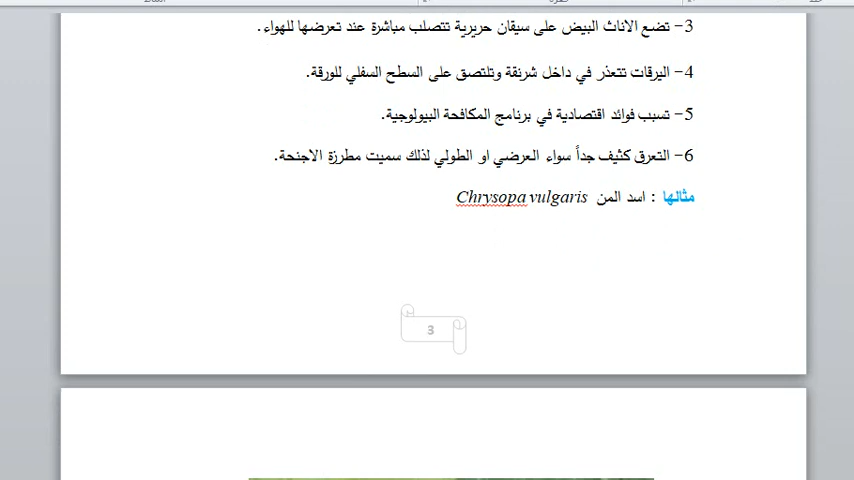 3- تضع الاناث البيض على سيقان حريرية تتصلب مباشرة عند تعرضها للهواء.
4- اليرقات تتعذر في داخل شرنقة وتلتصق على السطح السفلي للورقة.
5- تسبب فوائد اقتصادية في برنامج المكافحة البيولوجية.
6- التعرق كثيف جداً سواء العرضي او الطولي لذلك سميت مطرزة الاجنحة.
مثالها : اسد المن Chrysopa vulgaris
3